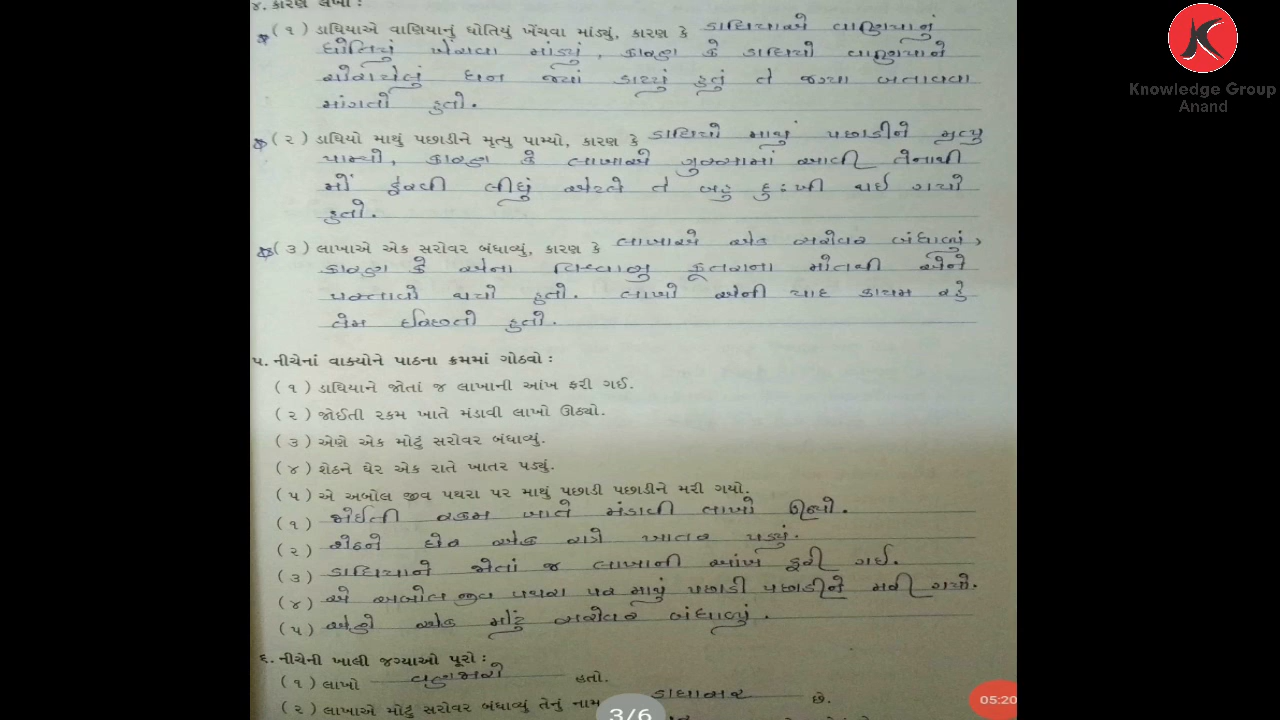 ૪. કારણ લખો :
(૧) ડાઘિયાએ વાણિયાનું ધોતિયું ખેંચવા માંડ્યું, કારણ કે ડાઘિયાએ વાણિયાનું
ધોતિયું ખેંચવા માંડ્યું, કારણ કે ડાઘિયો વાણિયાને
ચોરાયેલું ધન જ્યાં દાટ્યું હતું તે જગ્યા બતાવવા
માંગતો હતો.
(૨) ડાઘિયો માથું પછાડીને મૃત્યુ પામ્યો, કારણ કે ડાઘિયો માથું પછાડીને મૃત્યુ
પામ્યો, કારણ કે લાખાએ ગુસ્સામાં આવી તેનાથી
મોં ફેરવી લીધું એટલે તે બહુ દુઃખી થઈ ગયો
હતો.
(૩) લાખાએ એક સરોવર બંધાવ્યું, કારણ કે લાખાએ એક સરોવર બંધાવ્યું,
કારણ કે એના વિશ્વાસુ કૂતરાના મોતથી એને
પસ્તાવો થયો હતો. લાખો એની યાદ કાયમ રહે
તેમ ઈચ્છતો હતો.
૫. નીચેનાં વાક્યોને પાઠના ક્રમમાં ગોઠવો :
(૧) ડાઘિયાને જોતાં જ લાખાની આંખ ફરી ગઈ.
(૨) જોઈતી રકમ ખાતે મંડાવી લાખો ઊઠ્યો.
(૩) એણે એક મોટું સરોવર બંધાવ્યું.
(૪) શેઠને ઘેર એક રાતે ખાતર પડ્યું.
(૫) એ અબોલ જીવ પથરા પર માથું પછાડી પછાડીને મરી ગયો.
(૧) જોઈતી રકમ ખાતે મંડાવી લાખો ઊઠ્યો.
(૨) શેઠને ઘેર એક રાત્રે ખાતર પડ્યું.
(૩) ડાઘિયાને જોતાં જ લાખાની આંખ ફરી ગઈ.
(૪) એ અબોલ જીવ પથરા પર માથું પછાડી પછાડીને મરી ગયો.
(૫) એણે એક મોટું સરોવર બંધાવ્યું.
૬. નીચેની ખાલી જગ્યાઓ પૂરો :
(૧) લાખો વણઝારો હતો.
(૨) લાખાએ મોટું સરોવર બંધાવ્યું તેનું નામ ડાઘાસર છે.
3/6
05:20
K
Knowledge Group
Anand